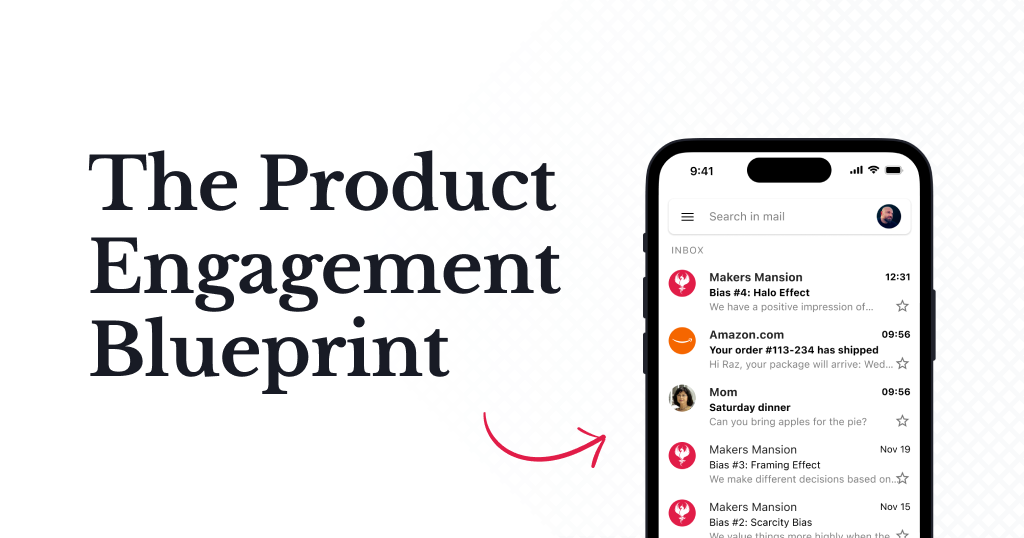 The Product
Engagement
Blueprint
9:41
Search in mail
INBOX
Makers Mansion 12:31
Bias #4: Halo Effect
We have a positive impression of...
Amazon.com 09:56
Your order #113-234 has shipped
Hi Raz, your package will arrive: Wed...
Mom 09:56
Saturday dinner
Can you bring apples for the pie?
Makers Mansion Nov 19
Bias #3: Framing Effect
We make different decisions based on...
Makers Mansion Nov 15
Bias #2: Scarcity Bias
We value things more highly when the